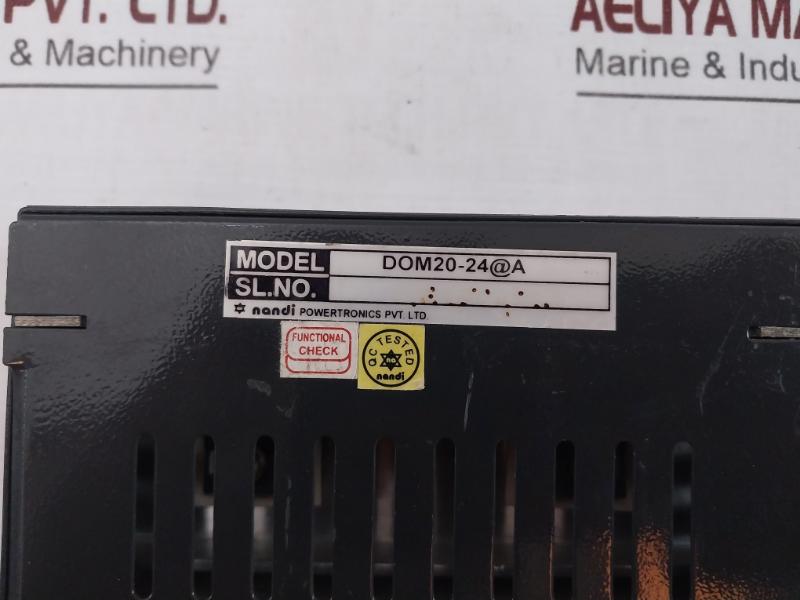 PVT. LTD.
& Machinery
AELIYA MA
Marine & Indu
MODEL DOM20-24@A
SL.NO.
nandi POWERTRONICS PVT. LTD
FUNCTIONAL
CHECK
QC TESTED
nandi